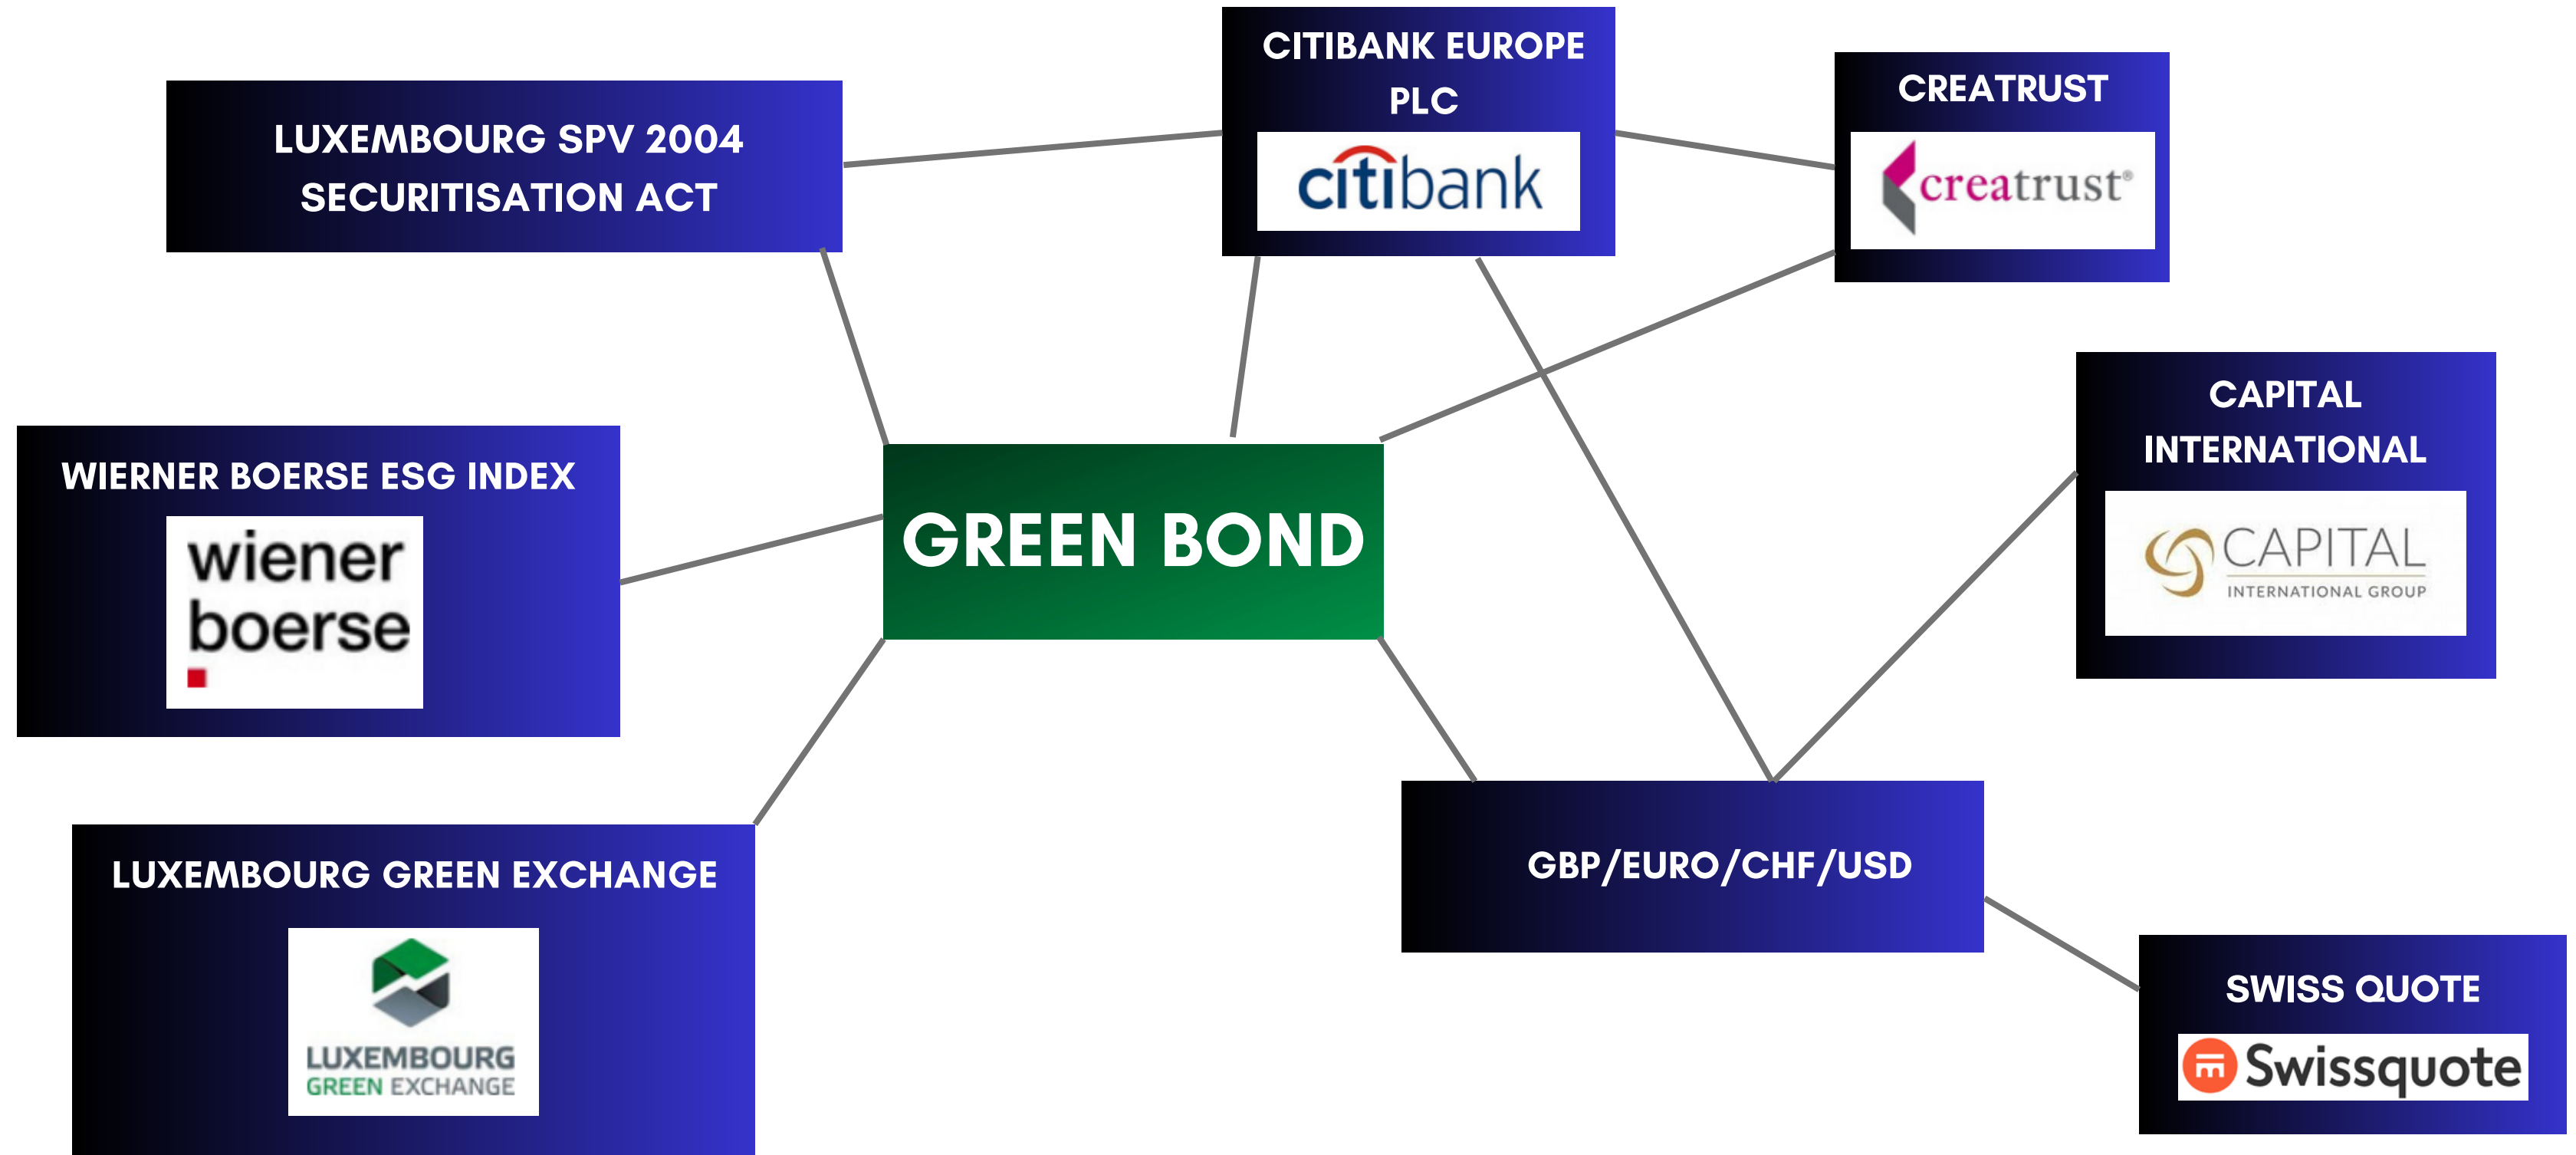 LUXEMBOURG SPV 2004
SECURITISATION ACT
CITIBANK EUROPE
PLC
citibank
CREATRUST
creatrust®
WIERNER BOERSE ESG INDEX
wiener
boerse
GREEN BOND
CAPITAL
INTERNATIONAL
CAPITAL
INTERNATIONAL GROUP
LUXEMBOURG GREEN EXCHANGE
LUXEMBOURG
GREEN EXCHANGE
GBP/EURO/CHF/USD
SWISS QUOTE
Swissquote